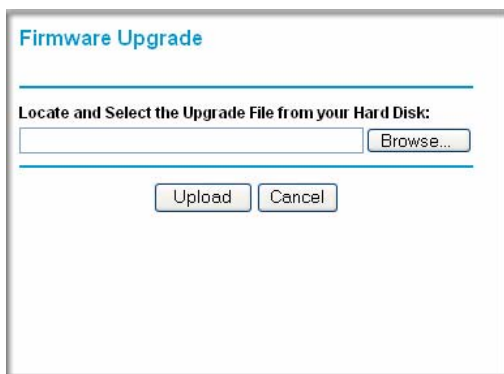 Firmware Upgrade
Locate and Select the Upgrade File from your Hard Disk:
Browse...
Upload Cancel